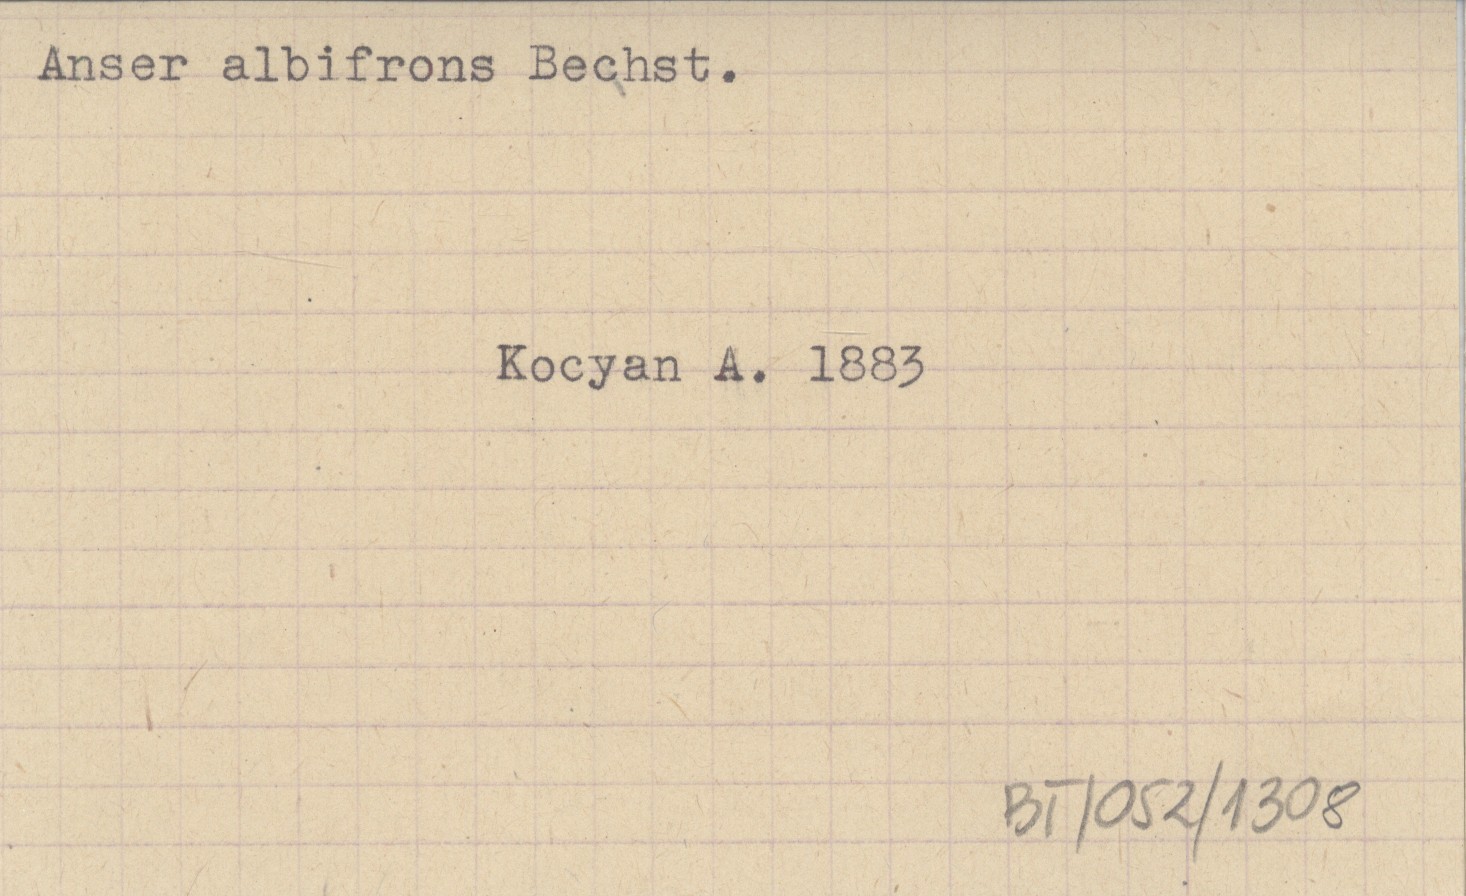 Anser albifrons Bechst.
Kocyan A. 1883
BT/052/1308